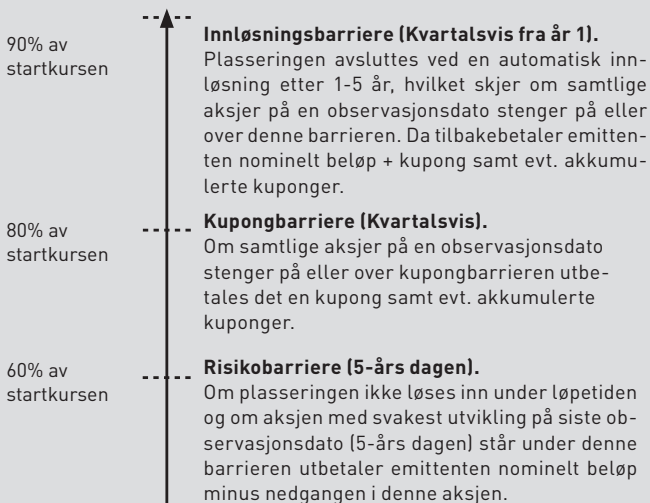 90% av
startkursen
Innløsningsbarriere (Kvartalsvis fra år 1).
Plasseringen avsluttes ved en automatisk inn-
løsning etter 1-5 år, hvilket skjer om samtlige
aksjer på en observasjonsdato stenger på eller
over denne barrieren. Da tilbakebetaler emitten-
ten nominelt beløp + kupong samt evt. akkumu-
lerte kuponger.
80% av
startkursen
Kupongbarriere (Kvartalsvis).
Om samtlige aksjer på en observasjonsdato
stenger på eller over kupongbarrieren utbe-
tales det en kupong samt evt. akkumulerte
kuponger.
60% av
startkursen
Risikobarriere (5-års dagen).
Om plasseringen ikke løses inn under løpetiden
og om aksjen med svakest utvikling på siste ob-
servasjonsdato (5-års dagen) står under denne
barrieren utbetaler emittenten nominelt beløp
minus nedgangen i denne aksjen.